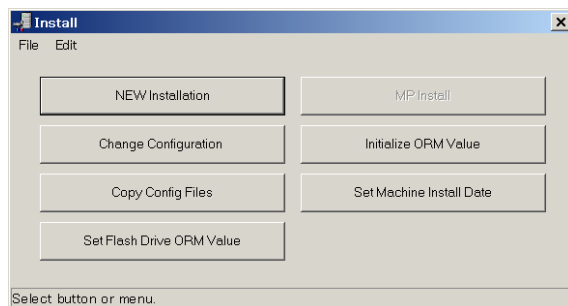 Install
File Edit
NEW Installation MP Install
Change Configuration Initialize ORM Value
Copy Config Files Set Machine Install Date
Set Flash Drive ORM Value
Select button or menu.